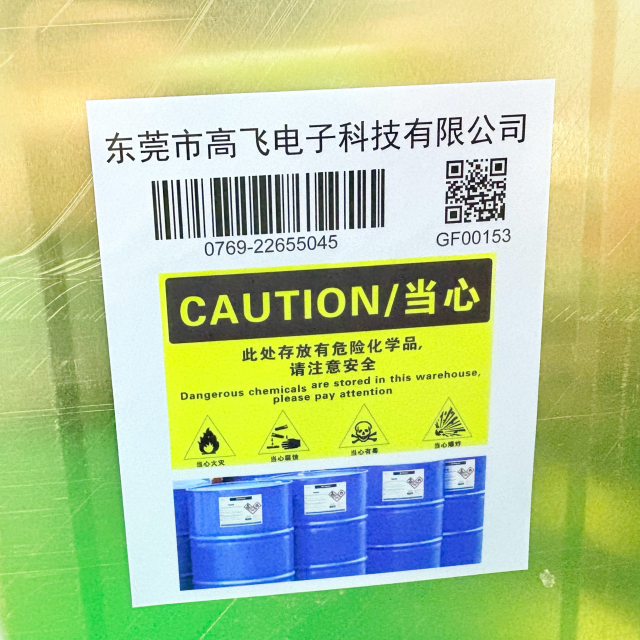 东莞市高飞电子科技有限公司
0769-22655045
GF00153
CAUTION/当心
此处存放有危险化学品,
请注意安全
Dangerous chemicals are stored in this warehouse,
please pay attention
当心火灾
当心腐蚀
当心有毒
当心爆炸